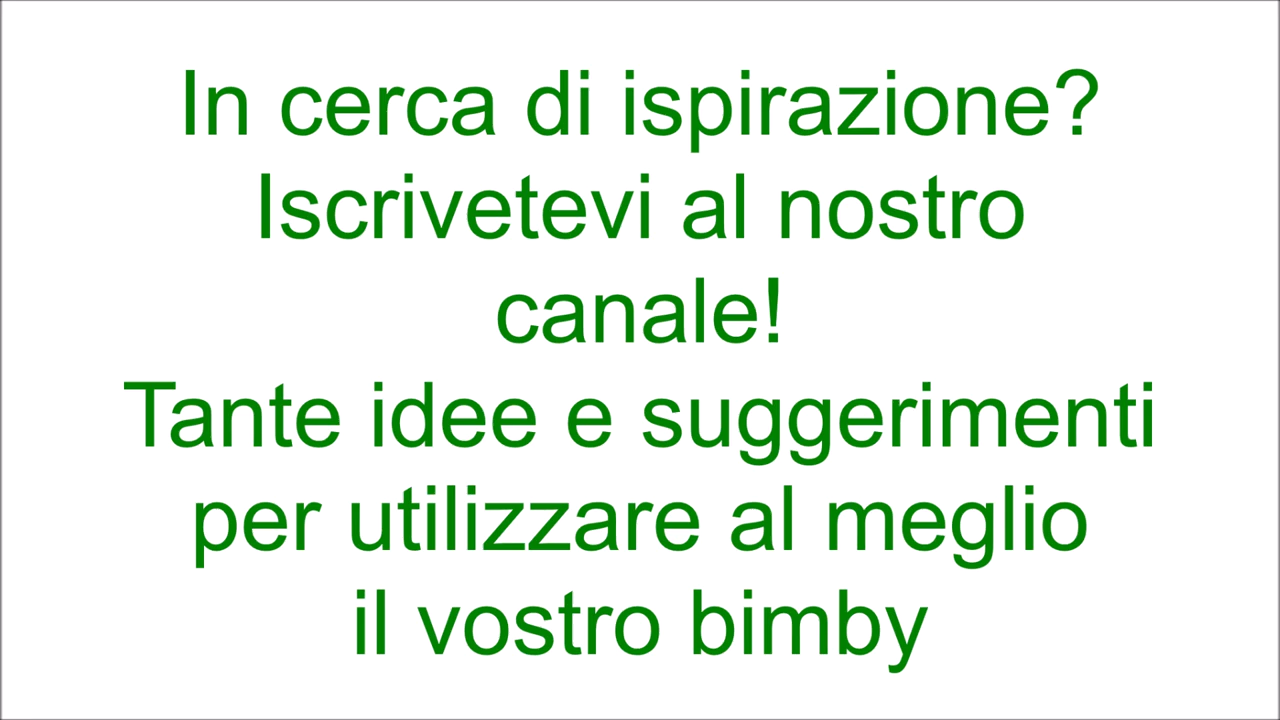 In cerca di ispirazione?
Iscrivetevi al nostro
canale!
Tante idee e suggerimenti
per utilizzare al meglio
il vostro bimby